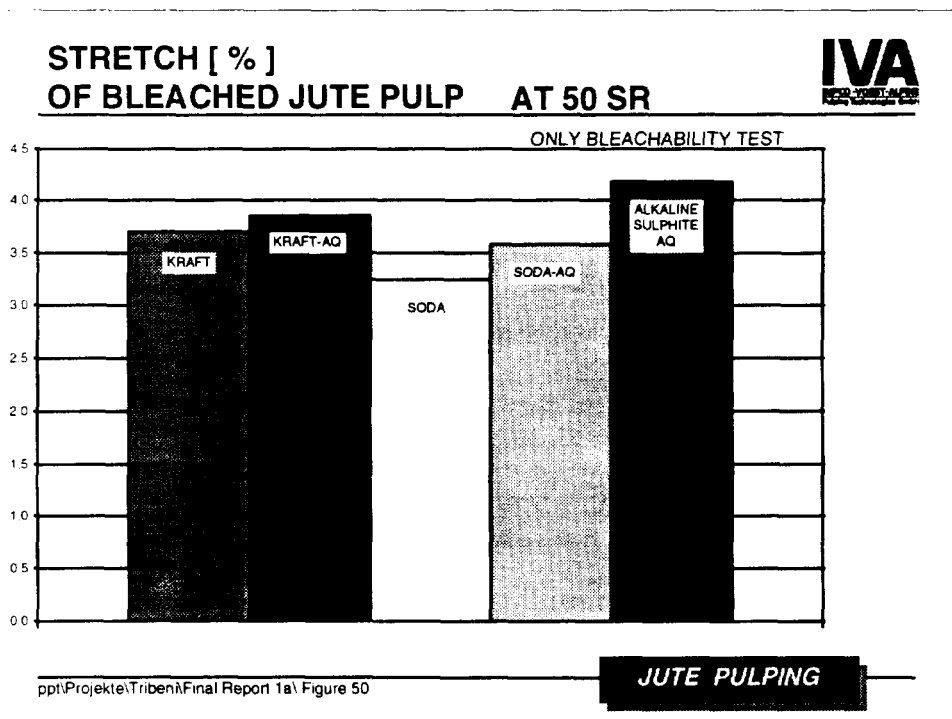 STRETCH [ % ]
OF BLEACHED JUTE PULP AT 50 SR
IVA
ONLY BLEACHABILITY TEST
4 5
4 0
3 5
3 0
2 5
2 0
1 5
1 0
0 5
0 0
KRAFT
KRAFT-AQ
SODA
SODA-AQ
ALKALINE
SULPHITE
AQ
ppt\Projekte\Tribeni\Final Report 1a\ Figure 50
JUTE PULPING